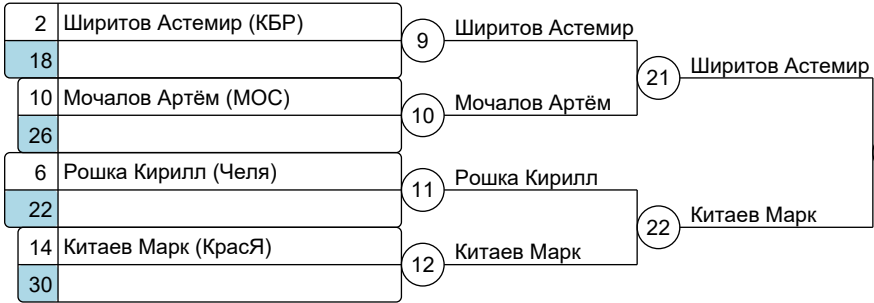 2 Ширитов Астемир (КБР)
18
9 Ширитов Астемир
10 Мочалов Артём (МОС)
26
10 Мочалов Артём
21 Ширитов Астемир
6 Рошка Кирилл (Челя)
22
11 Рошка Кирилл
14 Китаев Марк (КрасЯ)
30
12 Китаев Марк
22 Китаев Марк